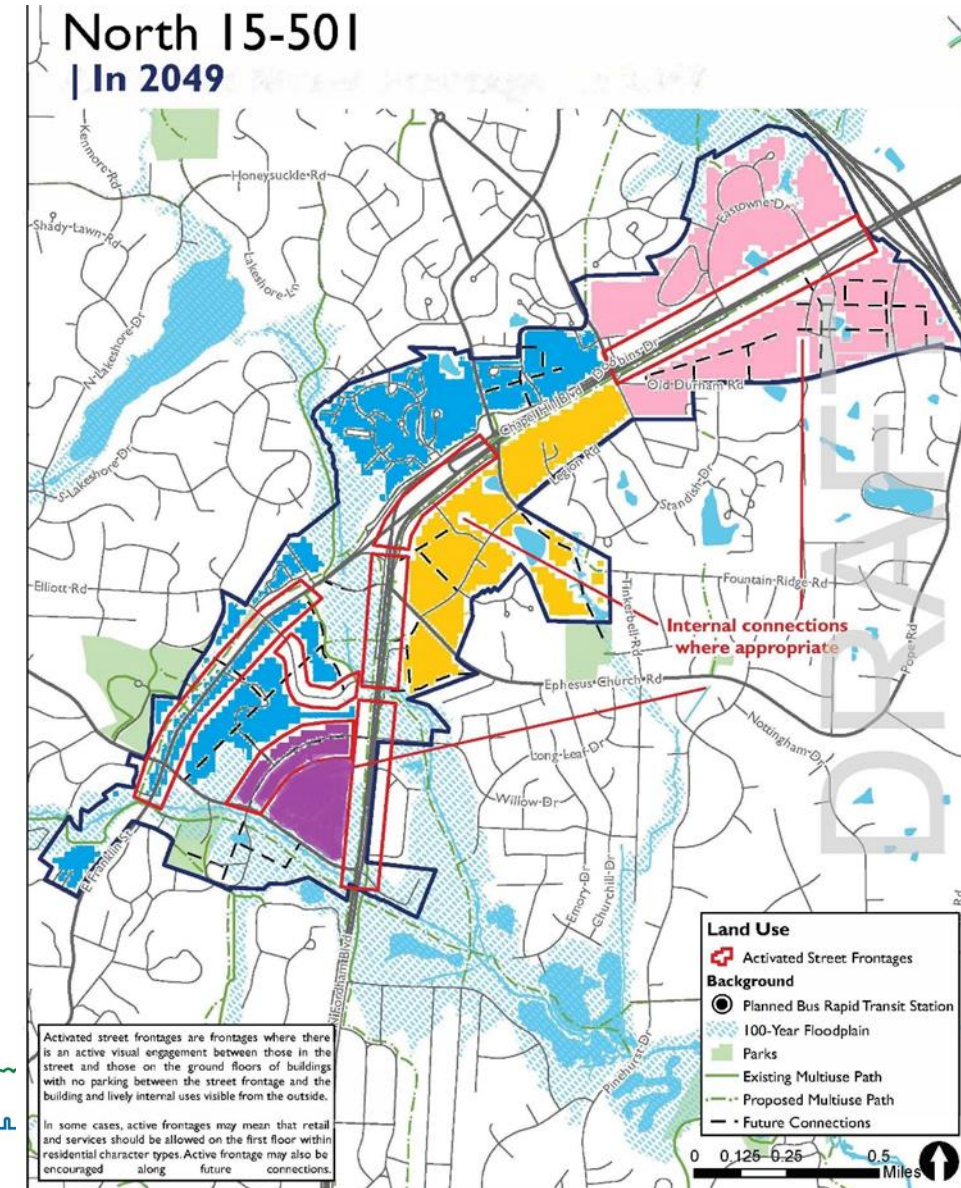 North 15-501
| In 2049
Kenmore Rd
Honeysuckle Rd
Shady Lawn Rd
Lakeshore Ln
N Lakeshore Dr
S Lakeshore Dr
Eastowne Dr
Dobbins Dr
Old Durham Rd
Chapel Hill Blvd
Legion Rd
Standish Dr
Elliott Rd
Fountain Ridge Rd
Tinkerbell Rd
Pope Rd
Internal connections
where appropriate
Ephesus Church Rd
Nottingham Dr
Long Leaf Dr
Willow Dr
Emory Dr
Churchill Dr
E Franklin St
Fordham Blvd
Pinehurst Dr
Rd
DRAFT
Activated street frontages are frontages where there
is an active visual engagement between those in the
street and those on the ground floors of buildings
with no parking between the street frontage and the
building and lively internal uses visible from the outside.
In some cases, active frontages may mean that retail
and services should be allowed on the first floor within
residential character types. Active frontage may also be
encouraged along future connections.
Land Use
Activated Street Frontages
Background
Planned Bus Rapid Transit Station
100-Year Floodplain
Parks
Existing Multiuse Path
Proposed Multiuse Path
Future Connections
0 0.125 0.25 0.5
Miles